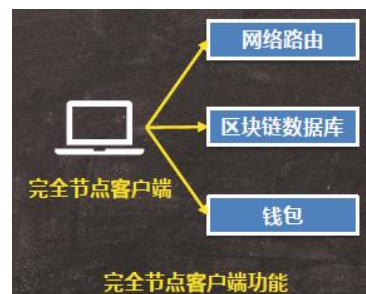 网络路由
区块链数据库
完全节点客户端
钱包
完全节点客户端功能